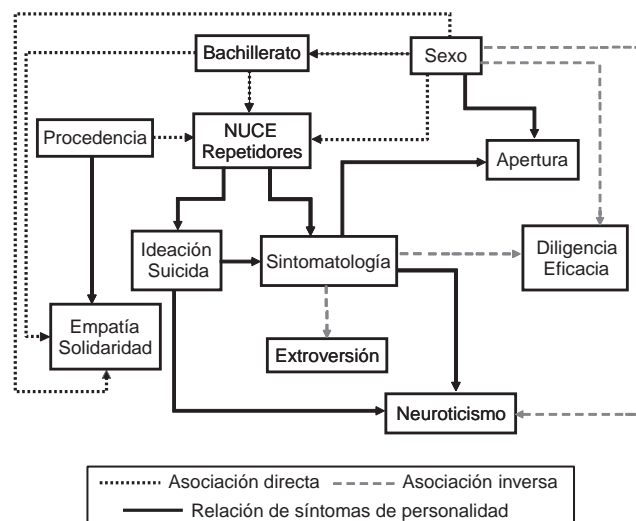 Bachillerato
Sexo
Procedencia
NUCE
Repetidores
Apertura
Ideación
Suicida
Sintomatología
Diligencia
Eficacia
Empatía
Solidaridad
Extroversión
Neuroticismo
Asociación directa
Asociación inversa
Relación de síntomas de personalidad